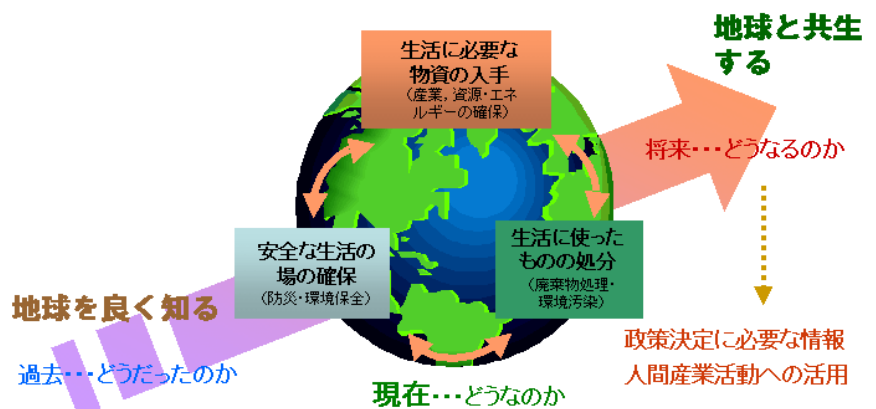 地球と共生
する
生活に必要な
物資の入手
(産業,資源・エネ
ルギーの確保)
将来・・・どうなるのか
安全な生活の
場の確保
(防災・環境保全)
生活に使った
ものの処分
(廃棄物処理・
環境汚染)
地球を良く知る
過去・・・どうだったのか
現在・・・どうなのか
政策決定に必要な情報
人間産業活動への活用